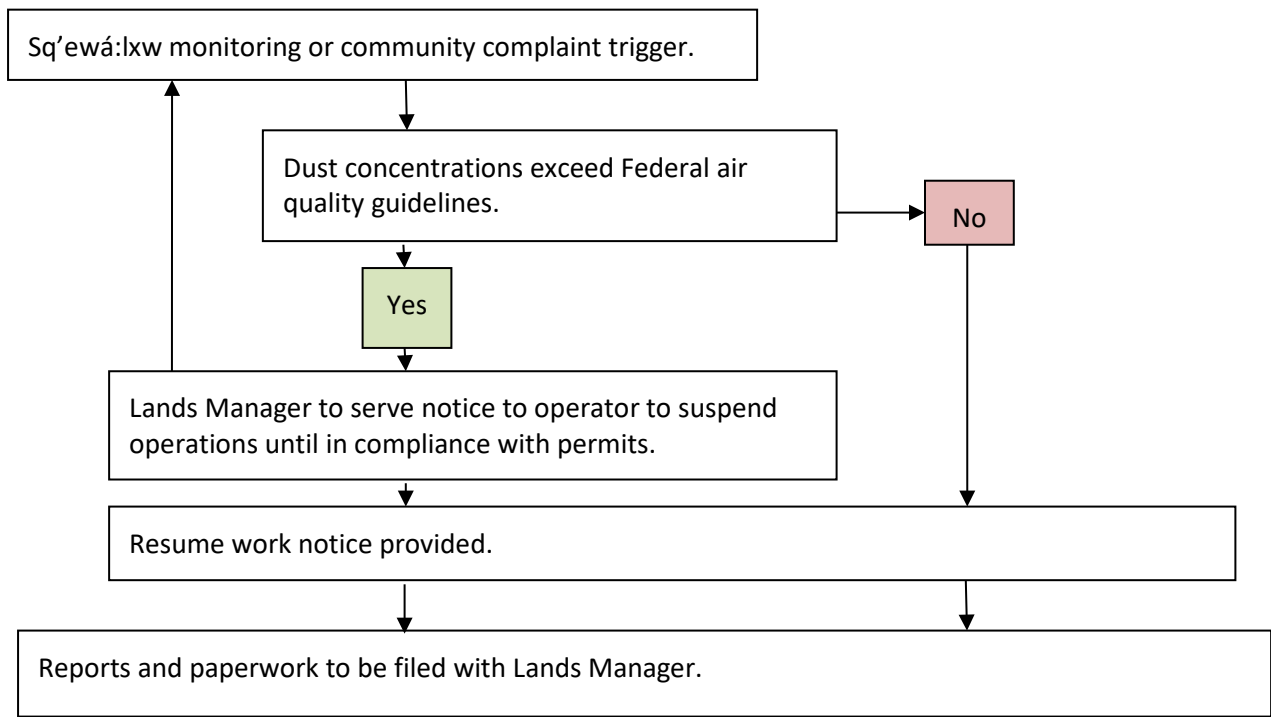 Sq’ewá:lxw monitoring or community complaint trigger.
Dust concentrations exceed Federal air
quality guidelines.
No
Yes
Lands Manager to serve notice to operator to suspend
operations until in compliance with permits.
Resume work notice provided.
Reports and paperwork to be filed with Lands Manager.